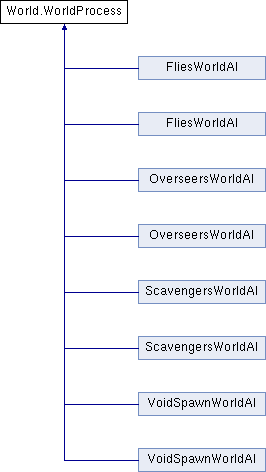 World.WorldProcess
FliesWorldAI
FliesWorldAI
OverseersWorldAI
OverseersWorldAI
ScavengersWorldAI
ScavengersWorldAI
VoidSpawnWorldAI
VoidSpawnWorldAI